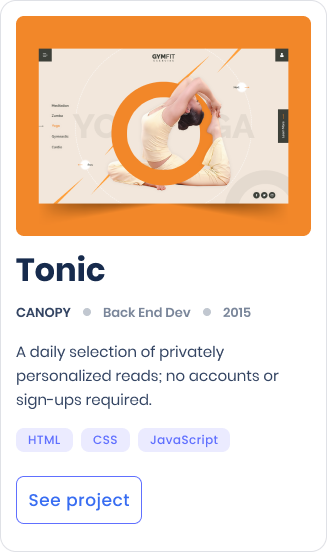 GYMFIT
Meditation
Cardio
Yoga
Gymnastic
Cardio
YOGA
Tonic
CANOPY Back End Dev 2015
A daily selection of privately
personalized reads; no accounts or
sign-ups required.
HTML CSS JavaScript
See project